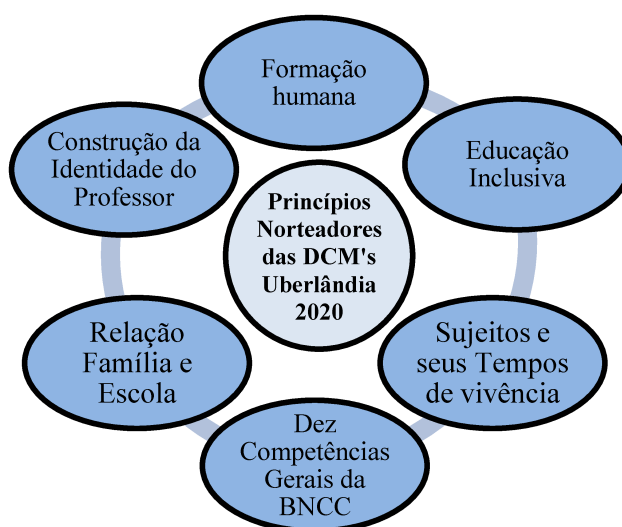 Formação
humana
Educação
Inclusiva
Sujeitos e
seus Tempos
de vivência
Dez
Competências
Gerais da
BNCC
Relação
Família e
Escola
Construção da
Identidade do
Professor
Princípios
Norteadores
das DCM's
Uberlândia
2020